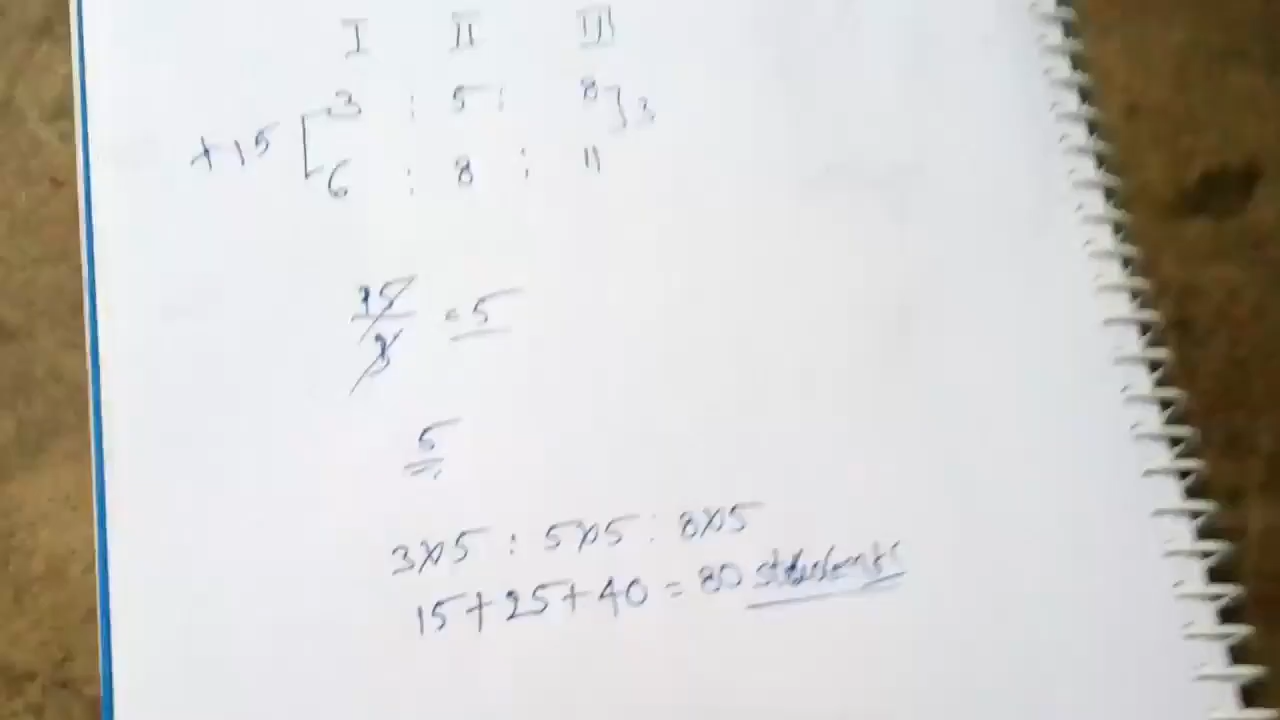 I II III
3 : 5 : 8 } 3
+15 [
6 : 8 : 11
15/3 = 5
5
3×5 : 5×5 : 8×5
15+25+40 = 80 students